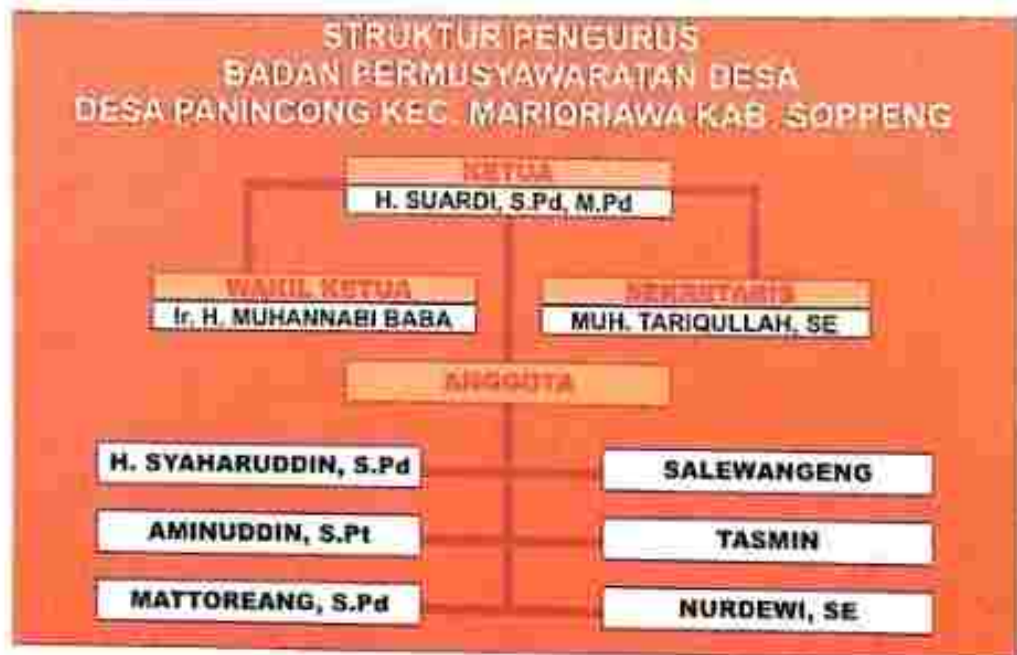 STRUKTUR PENGURUS
BADAN PERMUSYAWARATAN DESA
DESA PANINCONG KEC. MARIORIAWA KAB. SOPPENG
KETUA
H. SUARDI, S.Pd, M.Pd
WAKIL KETUA
Ir. H. MUHANNABI BABA
SEKRETARIS
MUH. TARIQULLAH, SE
ANGGOTA
H. SYAHARUDDIN, S.Pd
SALEWANGENG
AMINUDDIN, S.Pt
TASMIN
MATTOREANG, S.Pd
NURDEWI, SE